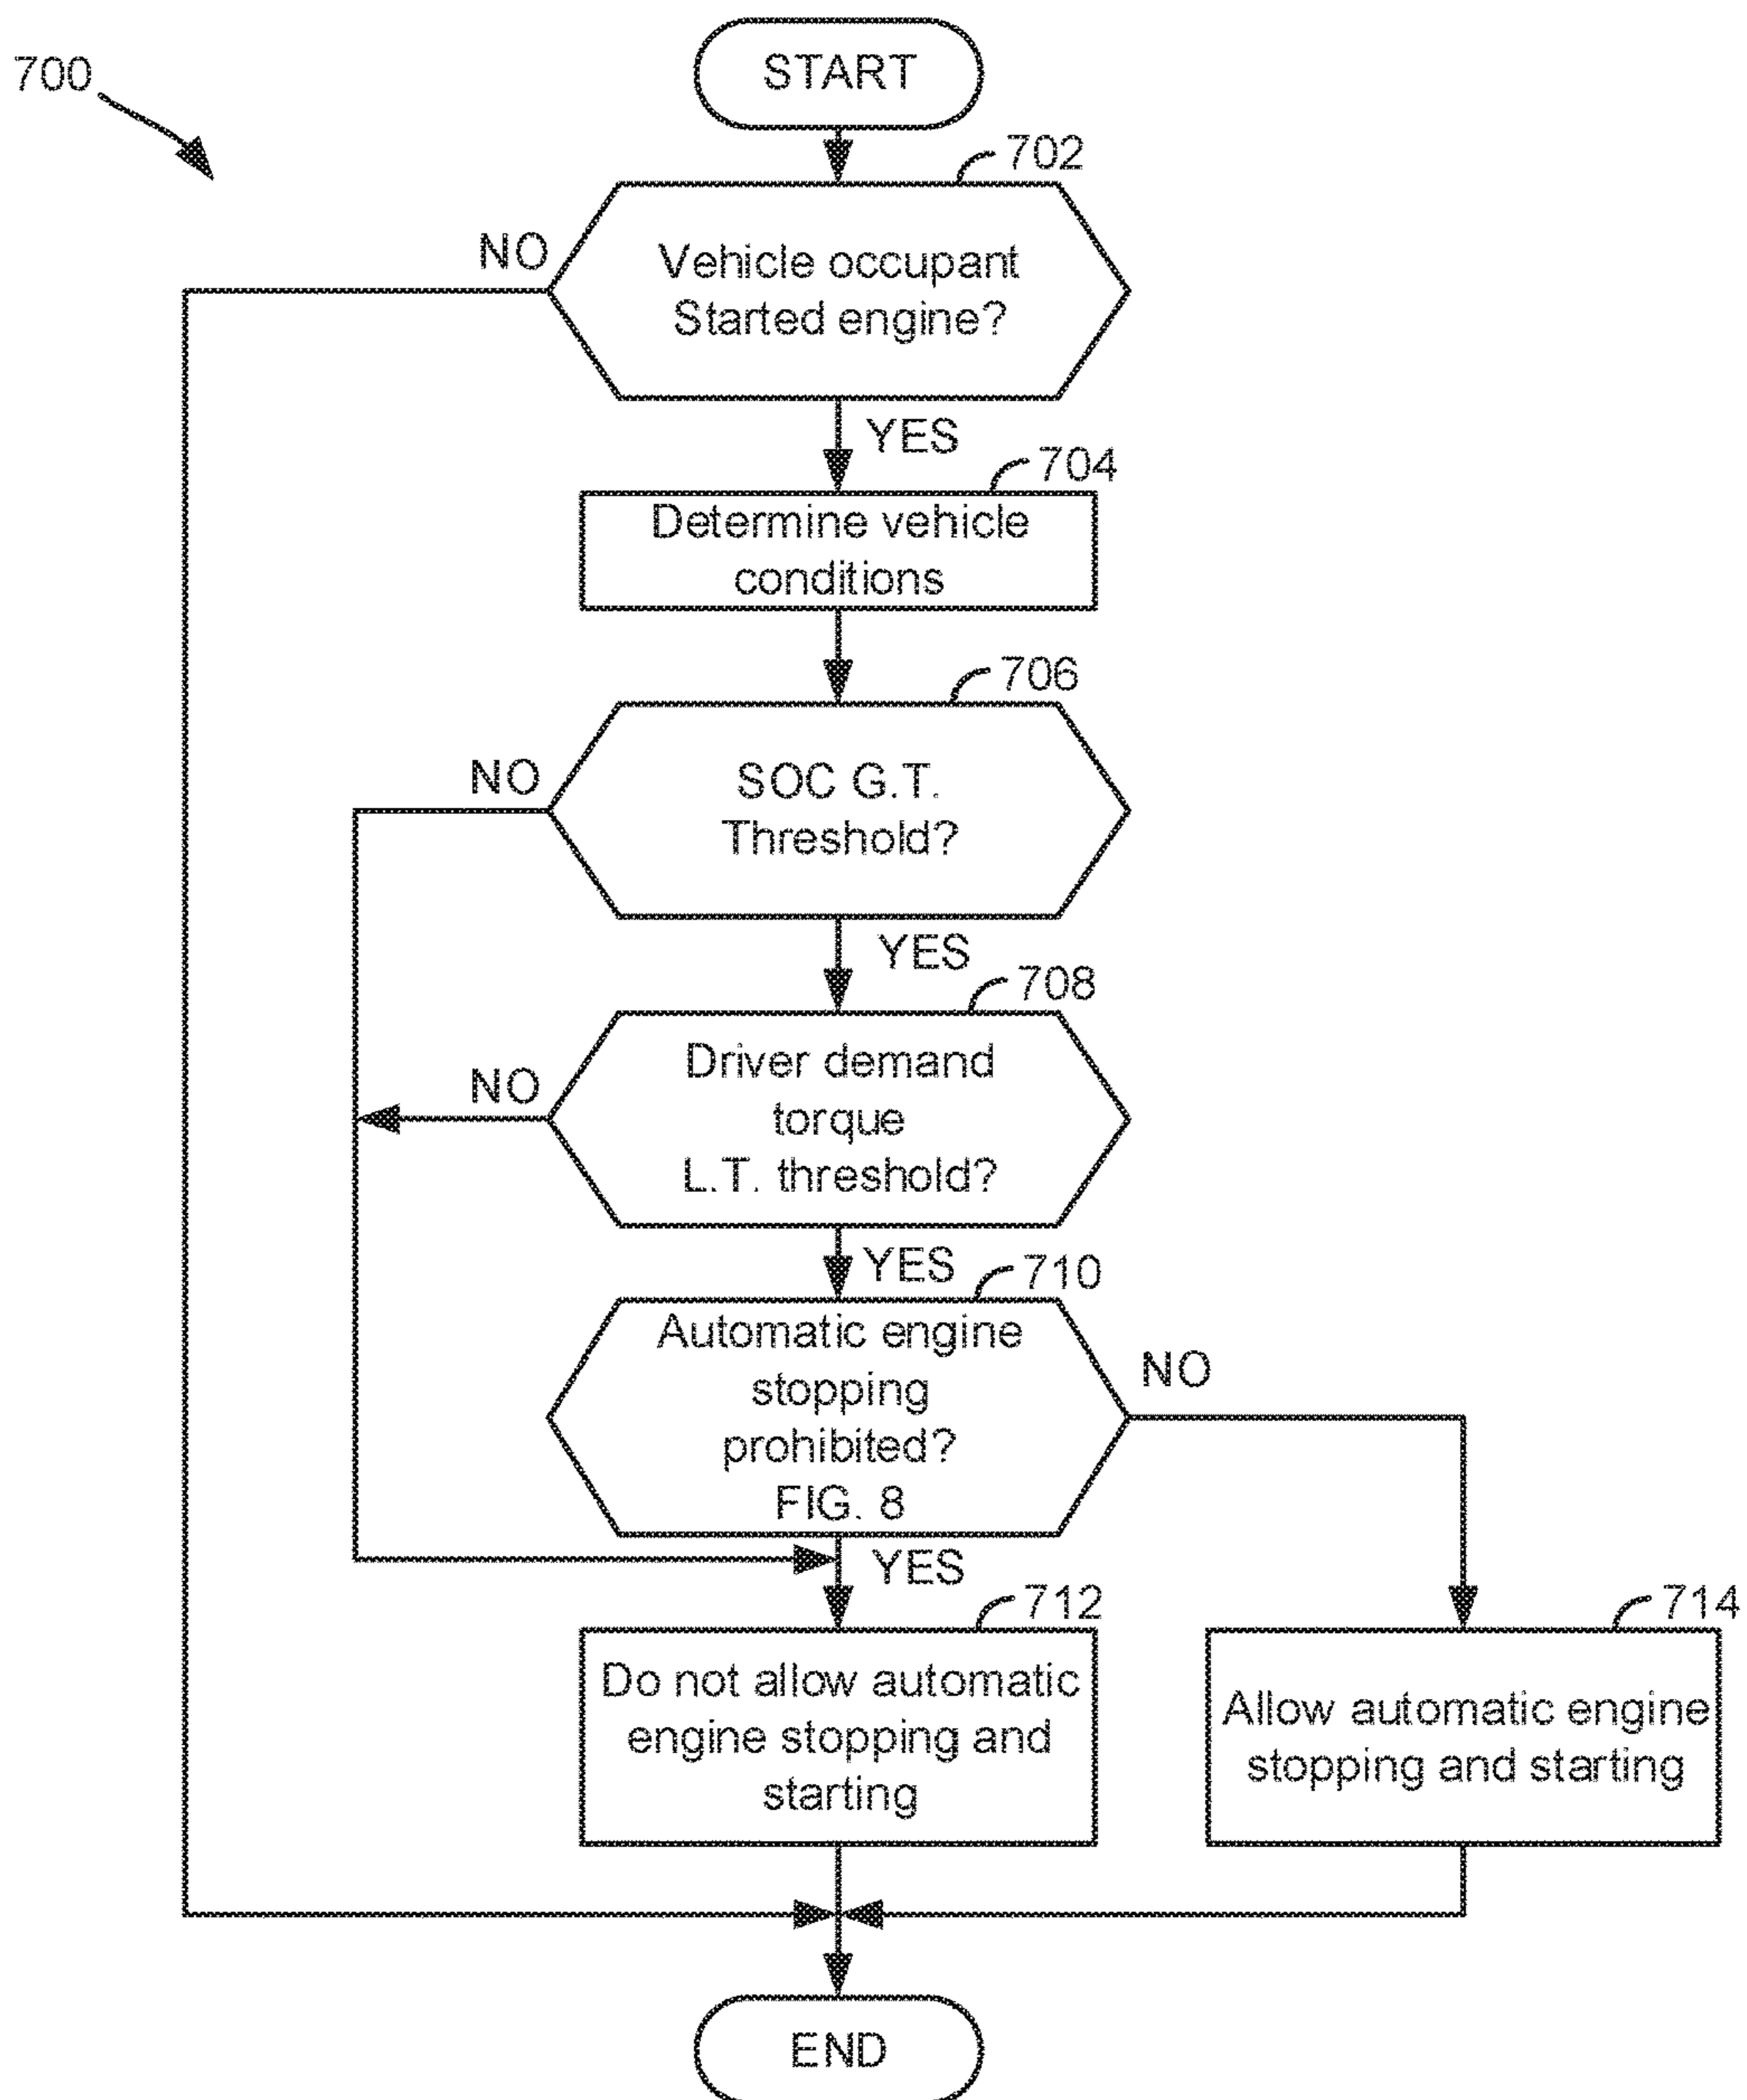 700
START
702
NO
Vehicle occupant
Started engine?
YES
704
Determine vehicle
conditions
706
NO
SOC G.T.
Threshold?
YES
708
NO
Driver demand
torque
L.T. threshold?
YES
710
Automatic engine
stopping
prohibited?
FIG. 8
NO
YES
712
714
Do not allow automatic
engine stopping and
starting
Allow automatic engine
stopping and starting
END